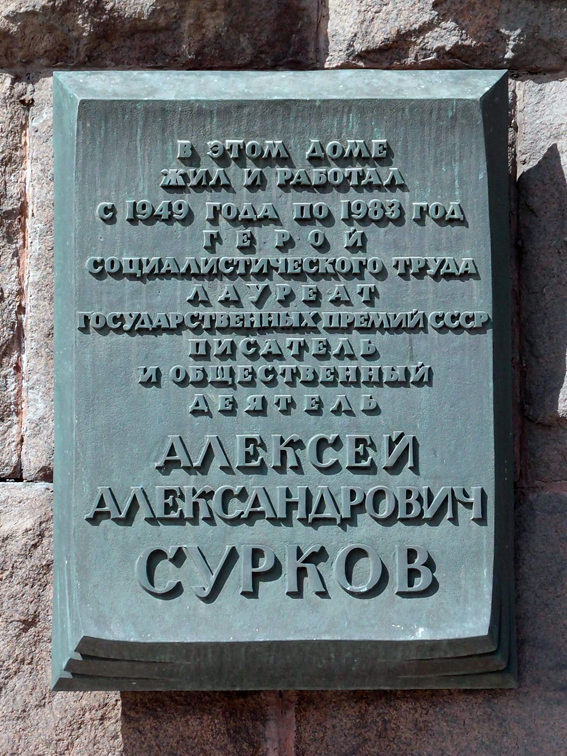 В ЭТОМ ДОМЕ
ЖИЛ И РАБОТАЛ
С 1949 ГОДА ПО 1983 ГОД
ГЕРОЙ
СОЦИАЛИСТИЧЕСКОГО ТРУДА
ЛАУРЕАТ
ГОСУДАРСТВЕННЫХ ПРЕМИЙ СССР
ПИСАТЕЛЬ
И ОБЩЕСТВЕННЫЙ
ДЕЯТЕЛЬ
АЛЕКСЕЙ
АЛЕКСАНДРОВИЧ
СУРКОВ